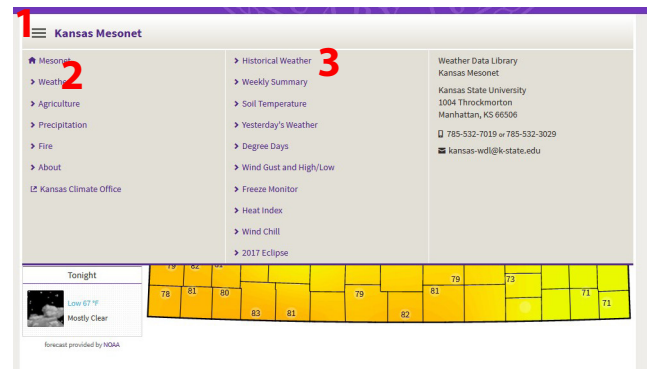 1
Kansas Mesonet
Mesonet
2
Weather
Agriculture
Precipitation
Fire
About
Kansas Climate Office
3
Historical Weather
Weekly Summary
Soil Temperature
Yesterday's Weather
Degree Days
Wind Gust and High/Low
Freeze Monitor
Heat Index
Wind Chill
2017 Eclipse
Weather Data Library
Kansas Mesonet
Kansas State University
1004 Throckmorton
Manhattan, KS 66506
785-532-7019 or 785-532-3029
kansas-wdl@k-state.edu
Tonight
Low 67 °F
Mostly Clear
forecast provided by NOAA
79 82
79 73
78 81 80 79 81 71
83 81 82 71